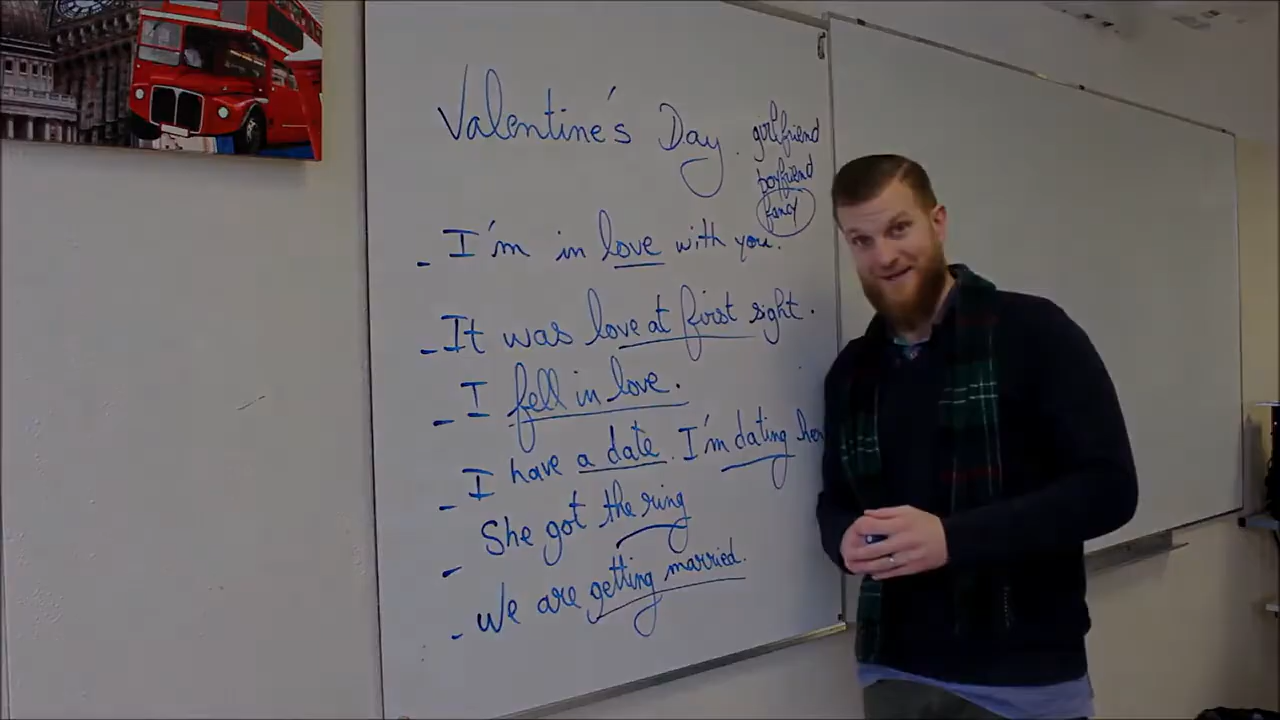 Valentine's Day.
girlfriend
boyfriend
fancy
- I'm in love with you.
- It was love at first sight.
- I fell in love.
- I have a date. I'm dating her
- She got the ring
- We are getting married.